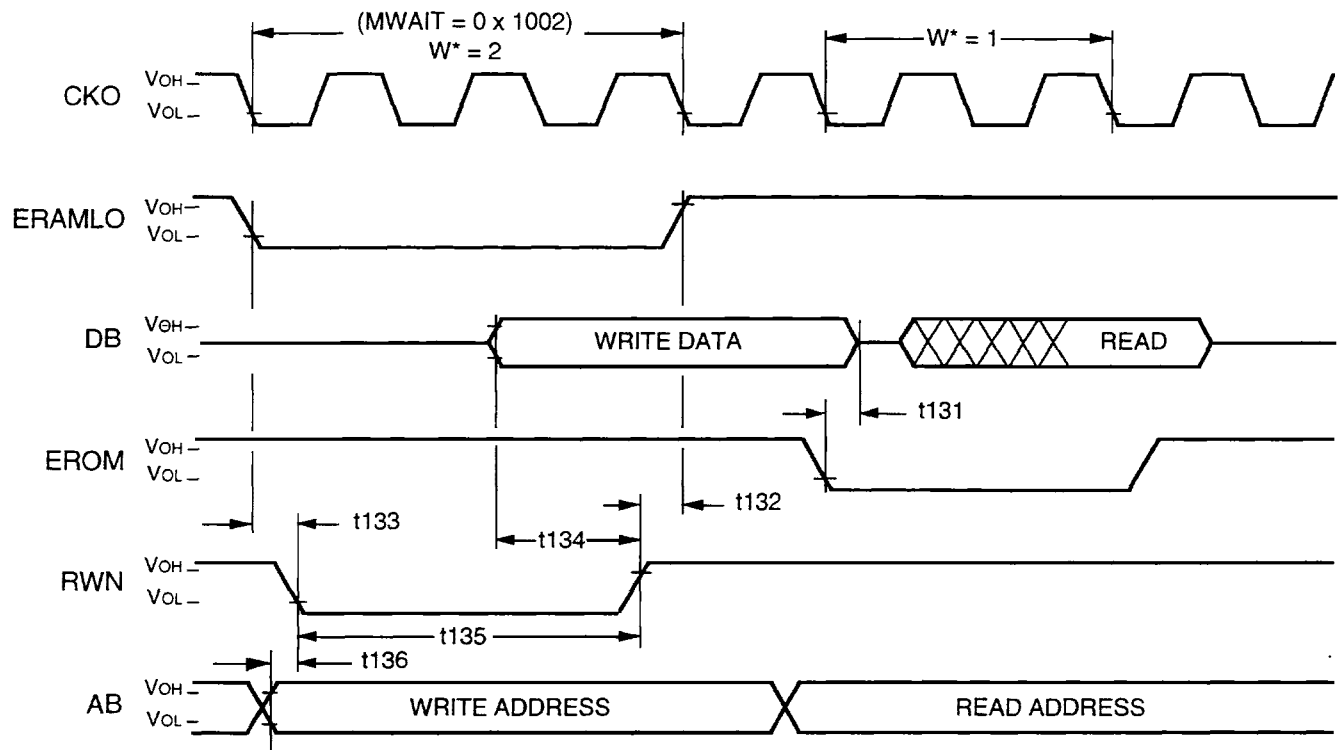 (MWAIT = 0 x 1002)
W* = 2
W* = 1
CKO
VOH
VOL
ERAMLO
VOH
VOL
DB
VOH
VOL
WRITE DATA
READ
t131
EROM
VOH
VOL
t132
t133
t134
RWN
VOH
VOL
t135
t136
AB
VOH
VOL
WRITE ADDRESS
READ ADDRESS